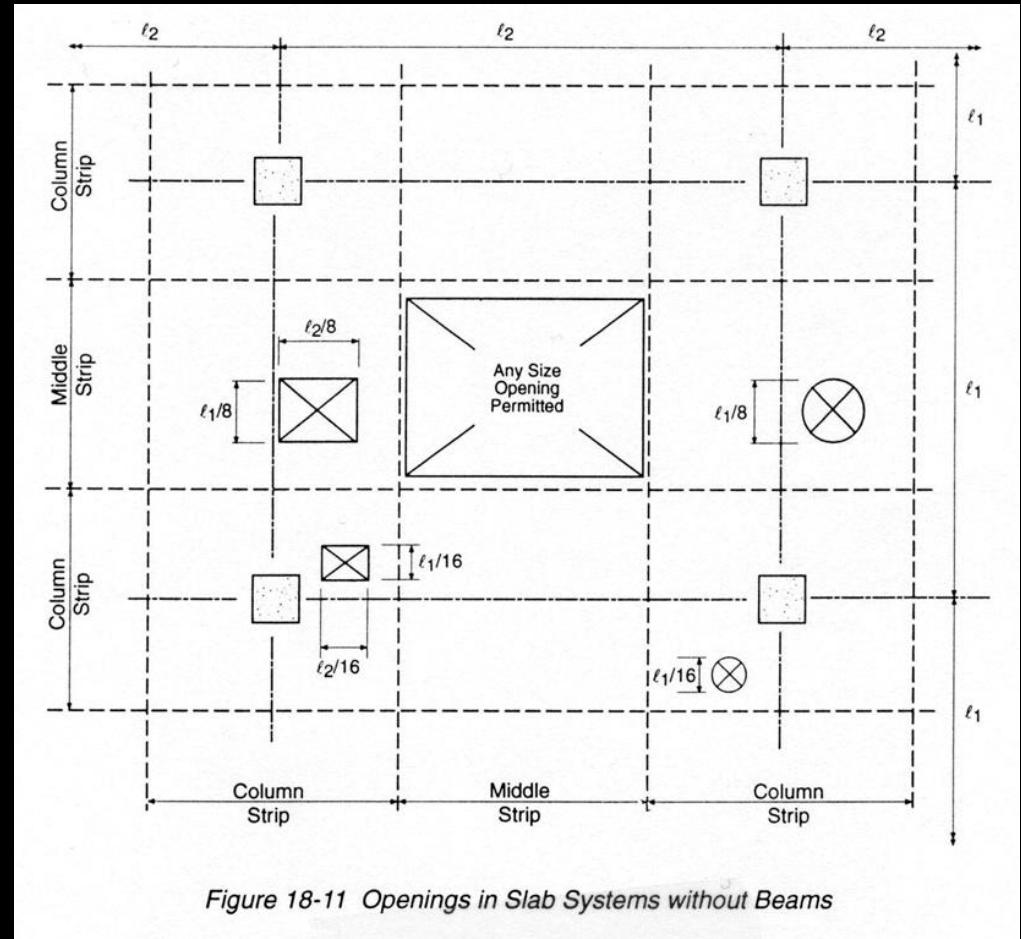 ℓ2
ℓ2
ℓ2
ℓ1
Column
Strip
ℓ2/8
Middle
Strip
ℓ1/8
Any Size
Opening
Permitted
ℓ1/8
ℓ1
Column
Strip
ℓ1/16
ℓ2/16
ℓ1/16
ℓ1
Column
Strip
Middle
Strip
Column
Strip
Figure 18-11 Openings in Slab Systems without Beams